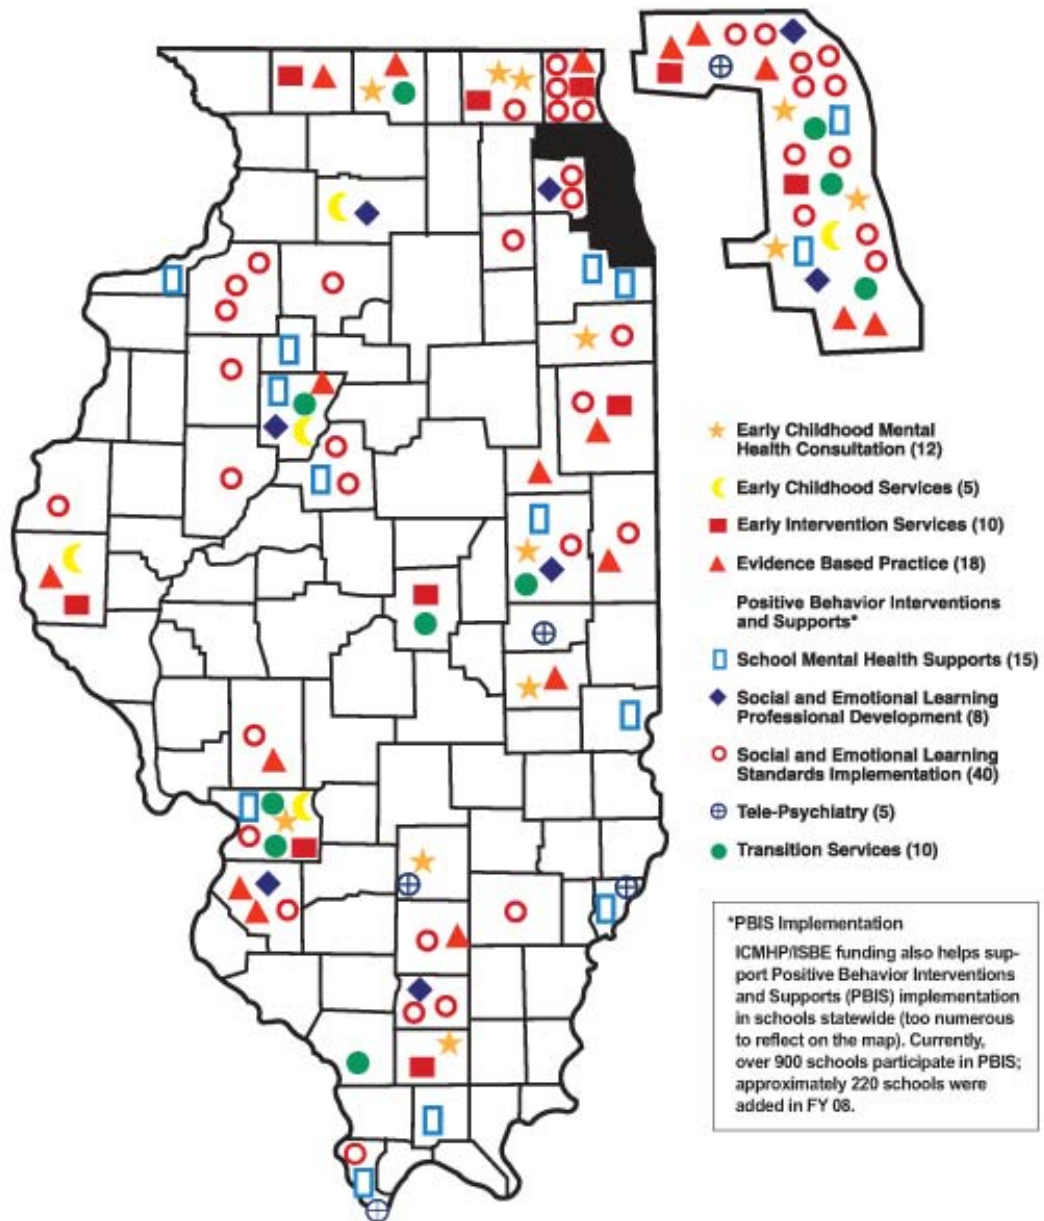 Early Childhood Mental
Health Consultation (12)
Early Childhood Services (5)
Early Intervention Services (10)
Evidence Based Practice (18)
Positive Behavior Interventions
and Supports*
School Mental Health Supports (15)
Social and Emotional Learning
Professional Development (8)
Social and Emotional Learning
Standards Implementation (40)
Tele-Psychiatry (5)
Transition Services (10)
*PBIS Implementation
ICMHP/ISBE funding also helps sup-
port Positive Behavior Interventions
and Supports (PBIS) implementation
in schools statewide (too numerous
to reflect on the map). Currently,
over 900 schools participate in PBIS;
approximately 220 schools were
added in FY 08.